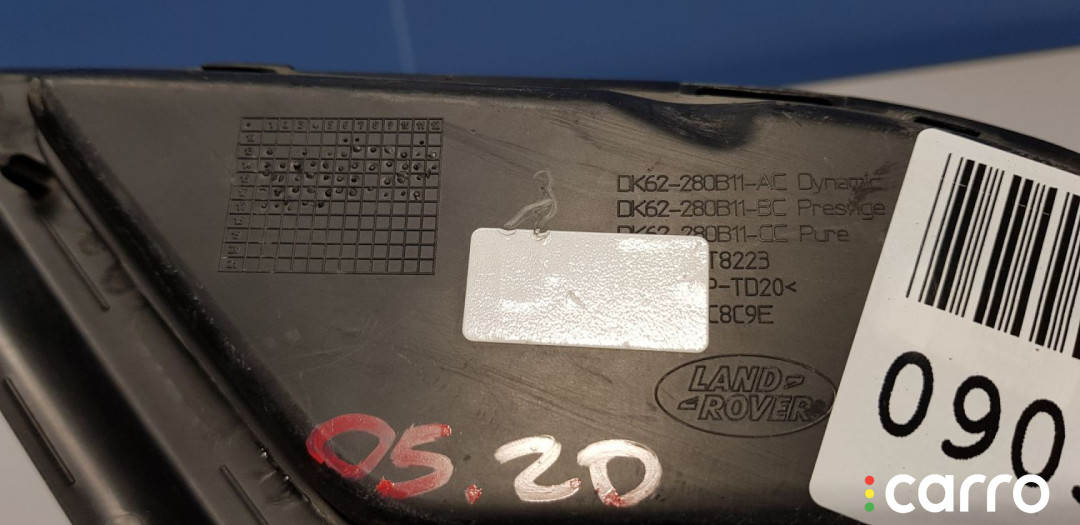 DK62-280B11-AC Dynamic
DK62-280B11-BC Prestige
DK62-280B11-CC Pure
T8223
P-TD20<
C8C9E
LAND-
-ROVER
05.20
090
carro